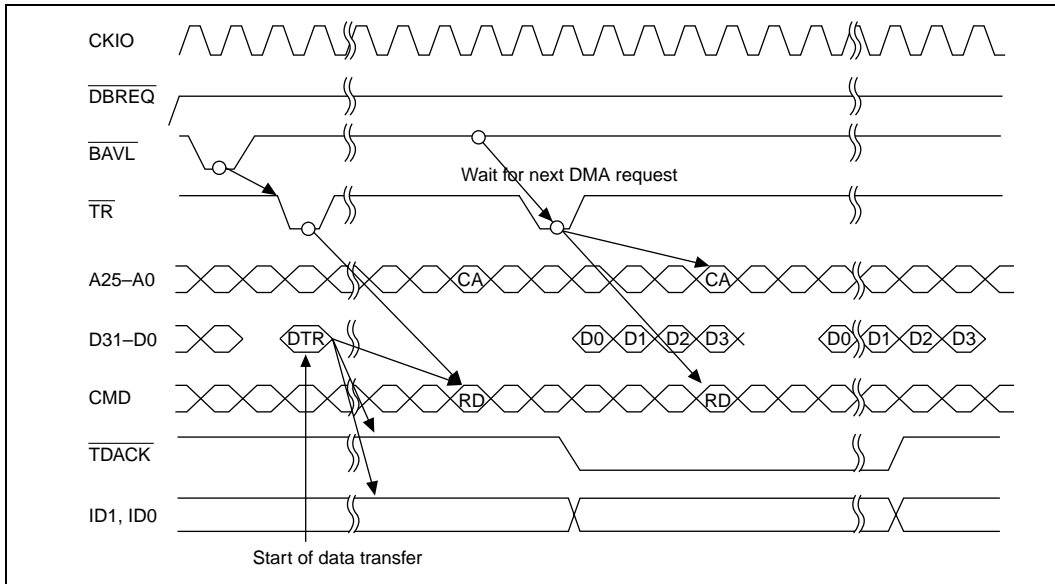 CKIO
DBREQ
BAVL
Wait for next DMA request
TR
A25–A0 CA CA
D31–D0 DTR D0 D1 D2 D3 D0 D1 D2 D3
CMD RD RD
TDACK
ID1, ID0
Start of data transfer